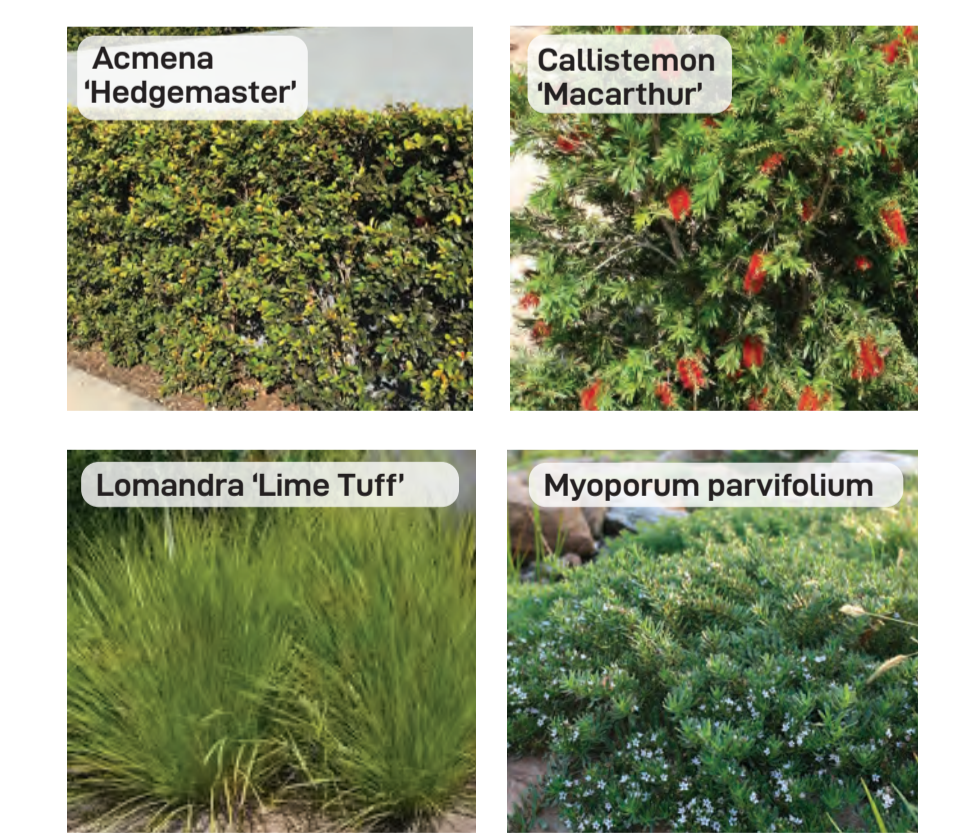 Acmena
‘Hedgemaster’
Callistemon
‘Macarthur’
Lomandra ‘Lime Tuff’
Myoporum parvifolium